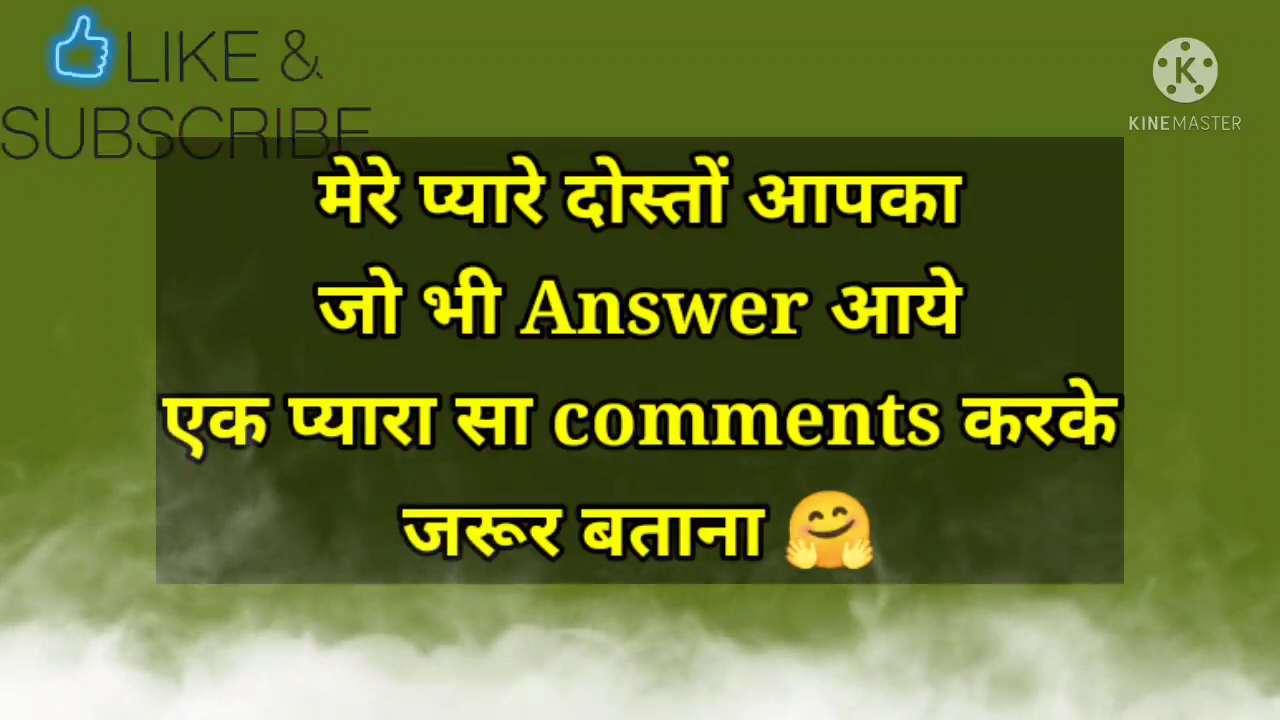 LIKE &
SUBSCRIBE
KINEMASTER
मेरे प्यारे दोस्तों आपका
जो भी Answer आये
एक प्यारा सा comments करके
जरूर बताना 🤗